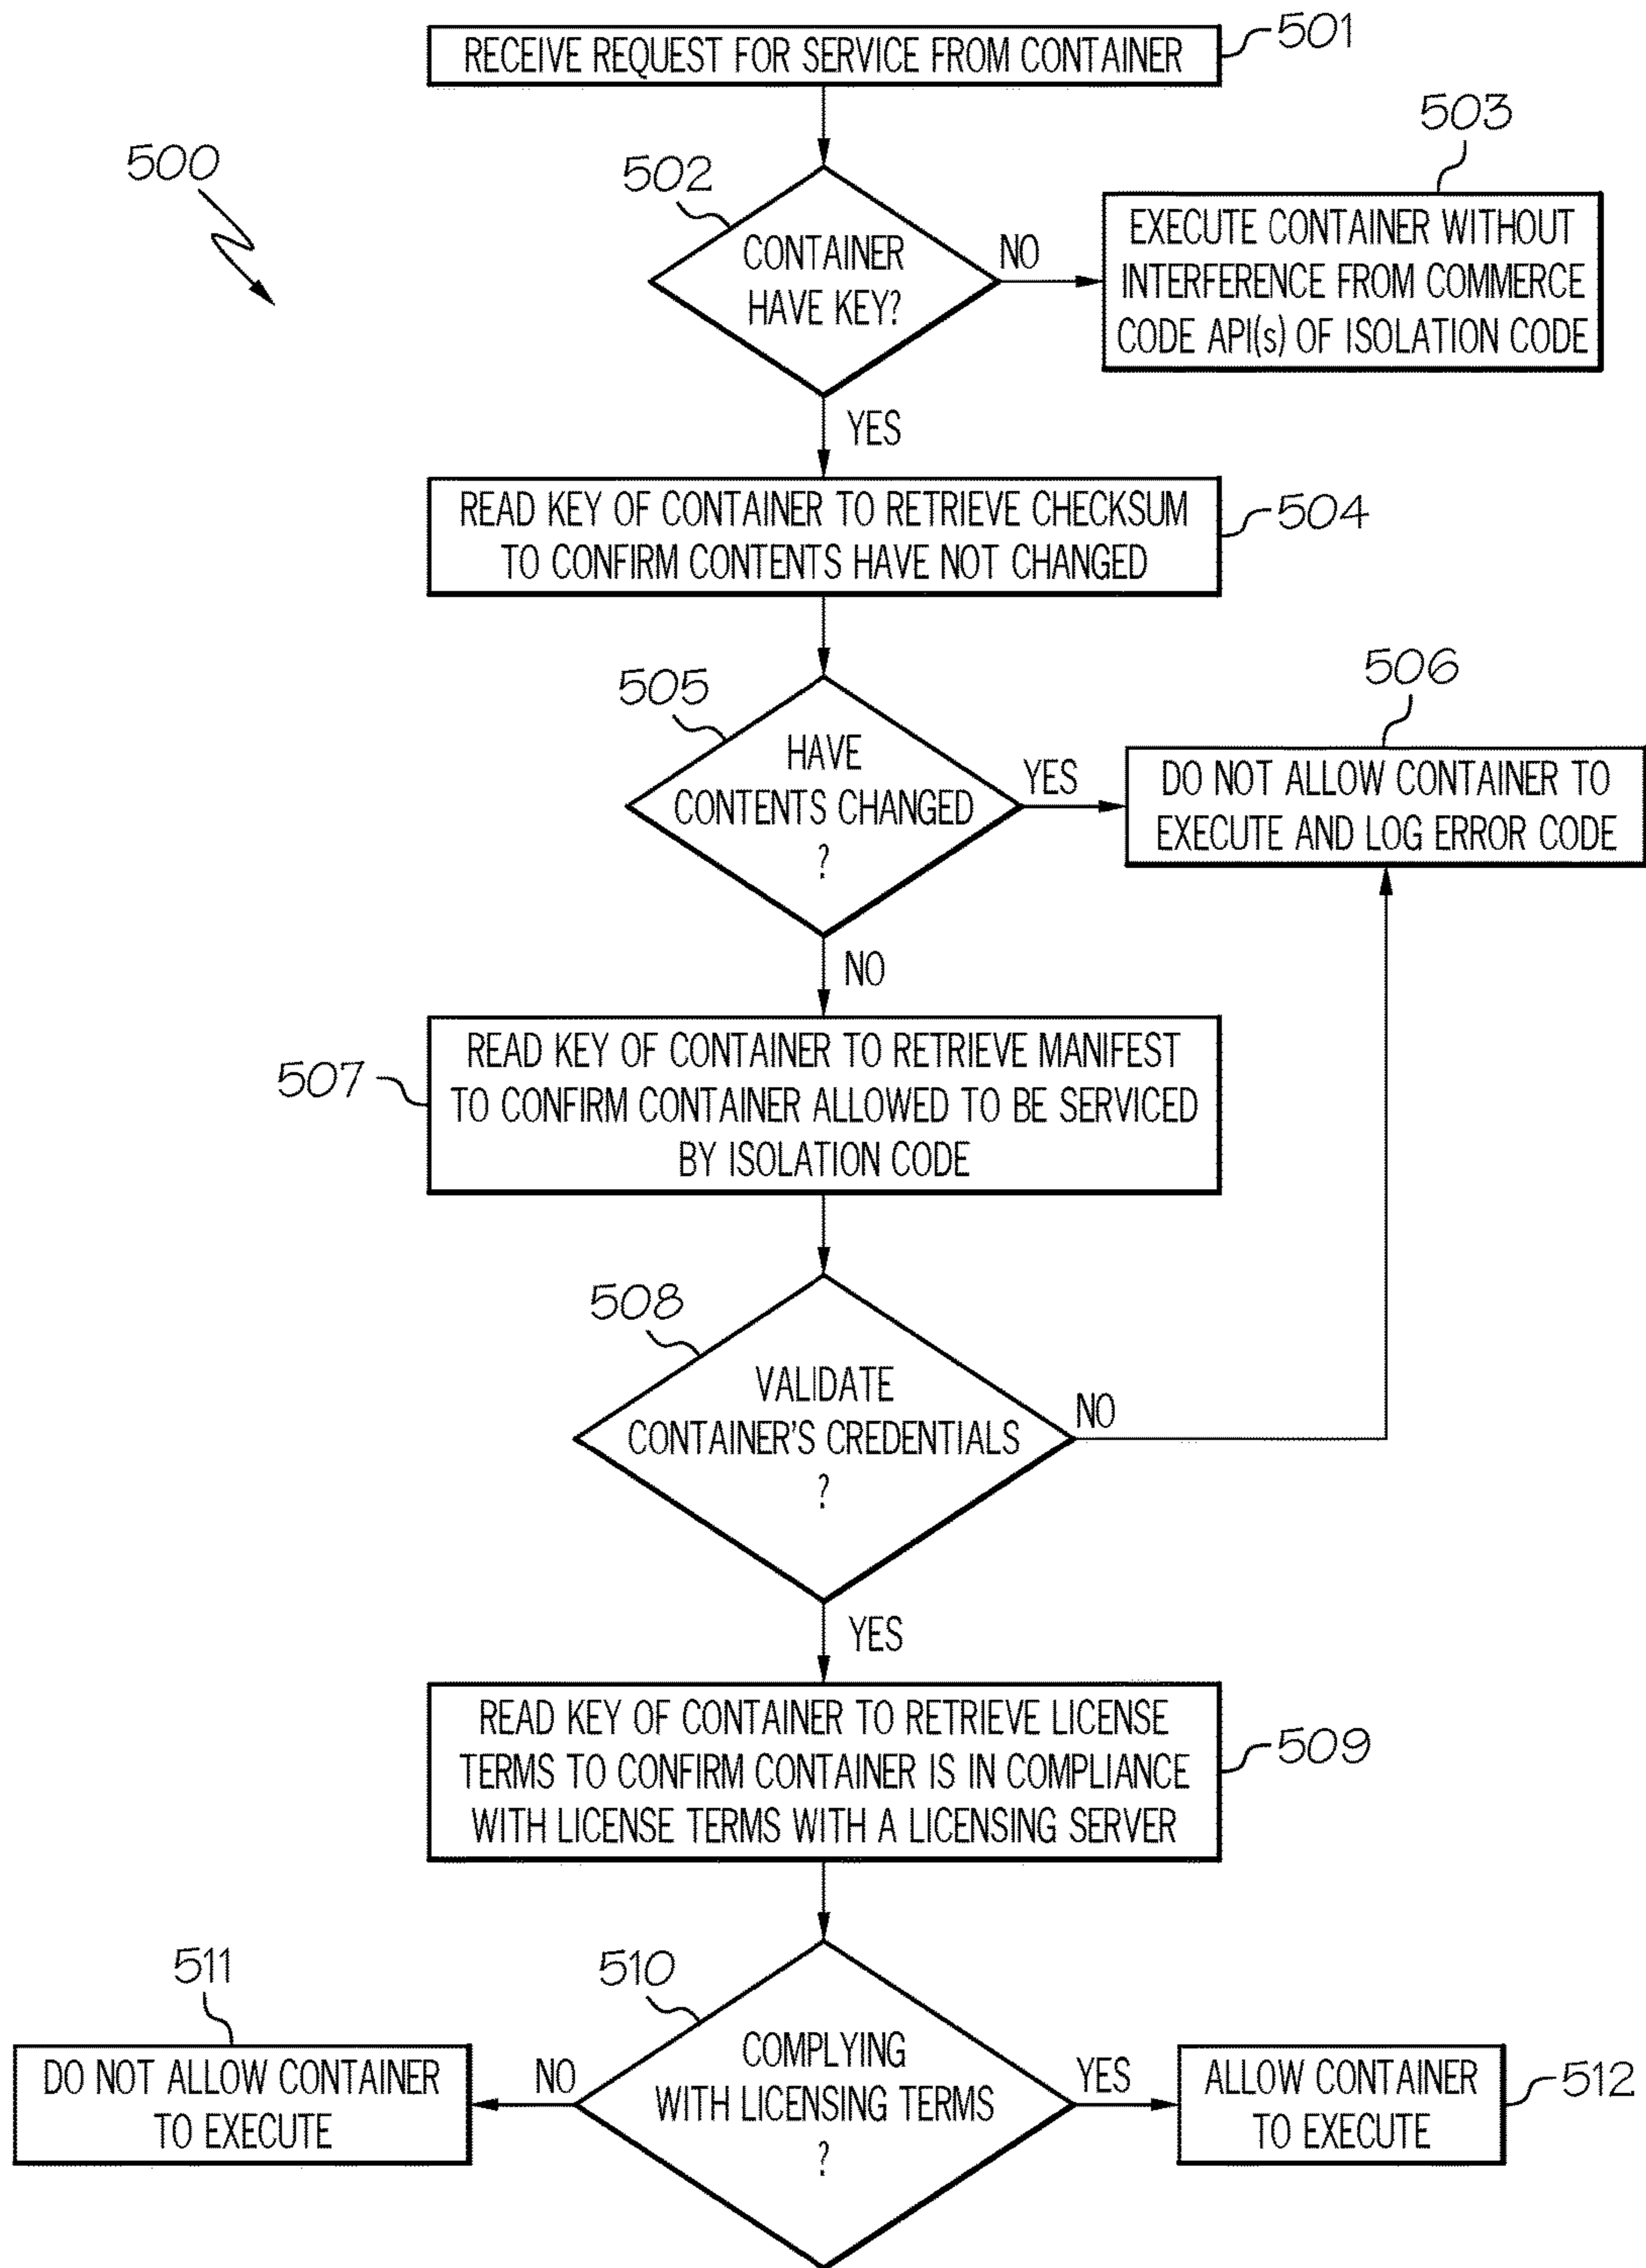 RECEIVE REQUEST FOR SERVICE FROM CONTAINER
501
500
502
CONTAINER
HAVE KEY?
NO
503
EXECUTE CONTAINER WITHOUT
INTERFERENCE FROM COMMERCE
CODE API(s) OF ISOLATION CODE
YES
READ KEY OF CONTAINER TO RETRIEVE CHECKSUM
TO CONFIRM CONTENTS HAVE NOT CHANGED
504
505
HAVE
CONTENTS CHANGED
?
YES
506
DO NOT ALLOW CONTAINER TO
EXECUTE AND LOG ERROR CODE
NO
507
READ KEY OF CONTAINER TO RETRIEVE MANIFEST
TO CONFIRM CONTAINER ALLOWED TO BE SERVICED
BY ISOLATION CODE
508
VALIDATE
CONTAINER'S CREDENTIALS
?
NO
YES
READ KEY OF CONTAINER TO RETRIEVE LICENSE
TERMS TO CONFIRM CONTAINER IS IN COMPLIANCE
WITH LICENSE TERMS WITH A LICENSING SERVER
509
510
COMPLYING
WITH LICENSING TERMS
?
NO
511
DO NOT ALLOW CONTAINER
TO EXECUTE
YES
ALLOW CONTAINER
TO EXECUTE
512